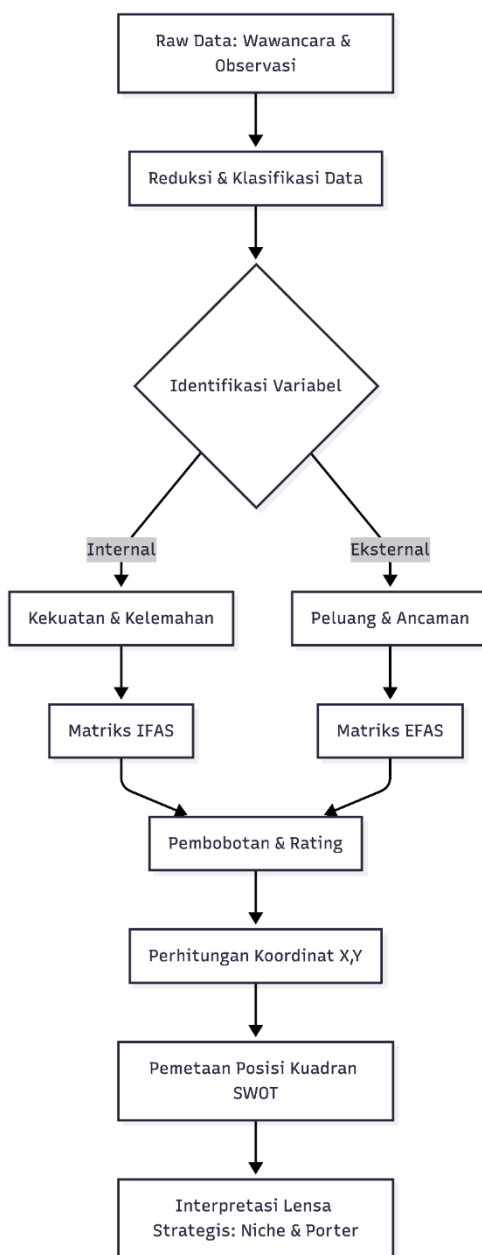 Raw Data: Wawancara &
Observasi
Reduksi & Klasifikasi Data
Identifikasi Variabel
Internal
Eksternal
Kekuatan & Kelemahan
Peluang & Ancaman
Matriks IFAS
Matriks EFAS
Pembobotan & Rating
Perhitungan Koordinat X,Y
Pemetaan Posisi Kuadran
SWOT
Interpretasi Lensa
Strategis: Niche & Porter